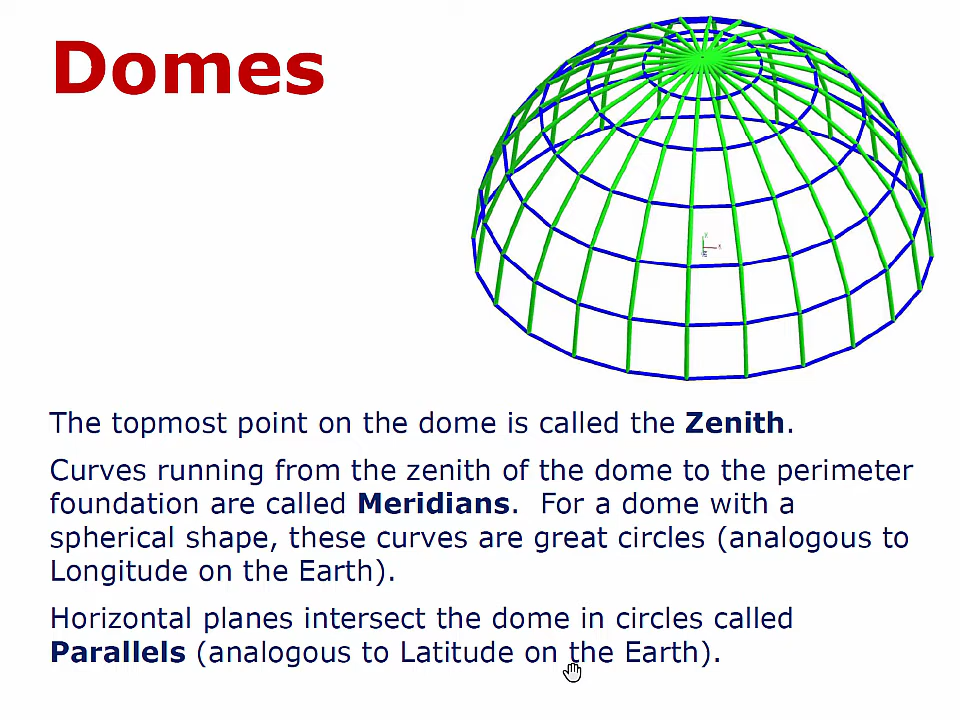 Domes
The topmost point on the dome is called the Zenith.
Curves running from the zenith of the dome to the perimeter
foundation are called Meridians.  For a dome with a
spherical shape, these curves are great circles (analogous to
Longitude on the Earth).
Horizontal planes intersect the dome in circles called
Parallels (analogous to Latitude on the Earth).